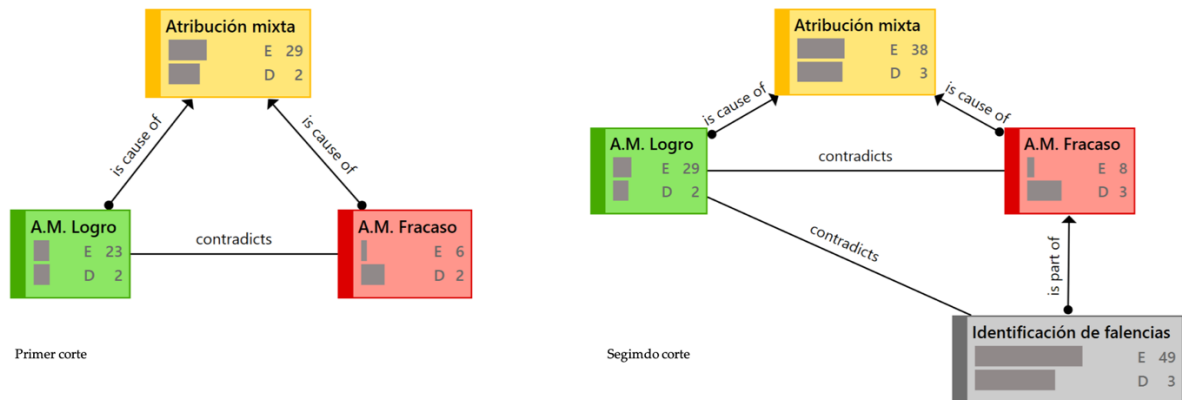 Atribución mixta
E 29
D 2
is cause of
is cause of
A.M. Logro
E 23
D 2
contradicts
A.M. Fracaso
E 6
D 2
Primer corte
Atribución mixta
E 38
D 3
is cause of
is cause of
A.M. Logro
E 29
D 2
contradicts
A.M. Fracaso
E 8
D 3
contradicts
is part of
Identificación de falencias
E 49
D 3
Segimdo corte